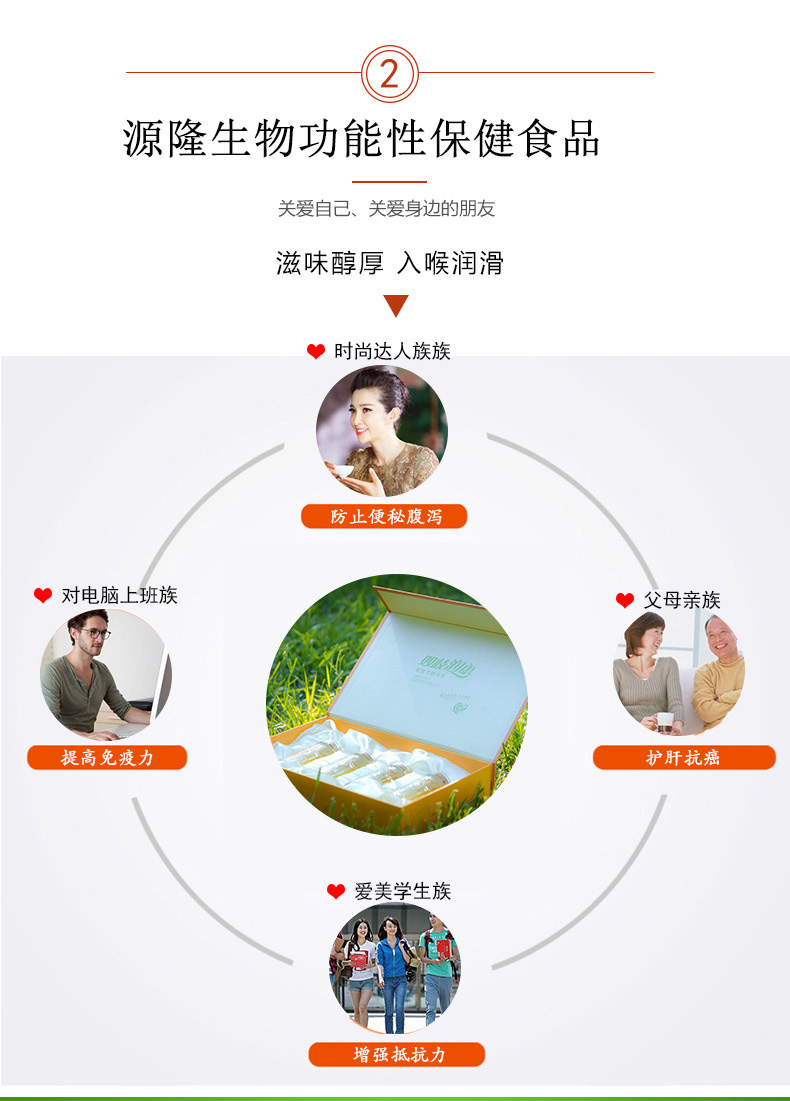 2
源隆生物功能性保健食品
关爱自己、关爱身边的朋友
滋味醇厚 入喉润滑
时尚达人族族
防止便秘腹泻
对电脑上班族
提高免疫力
父母亲族
护肝抗癌
爱美学生族
增强抵抗力